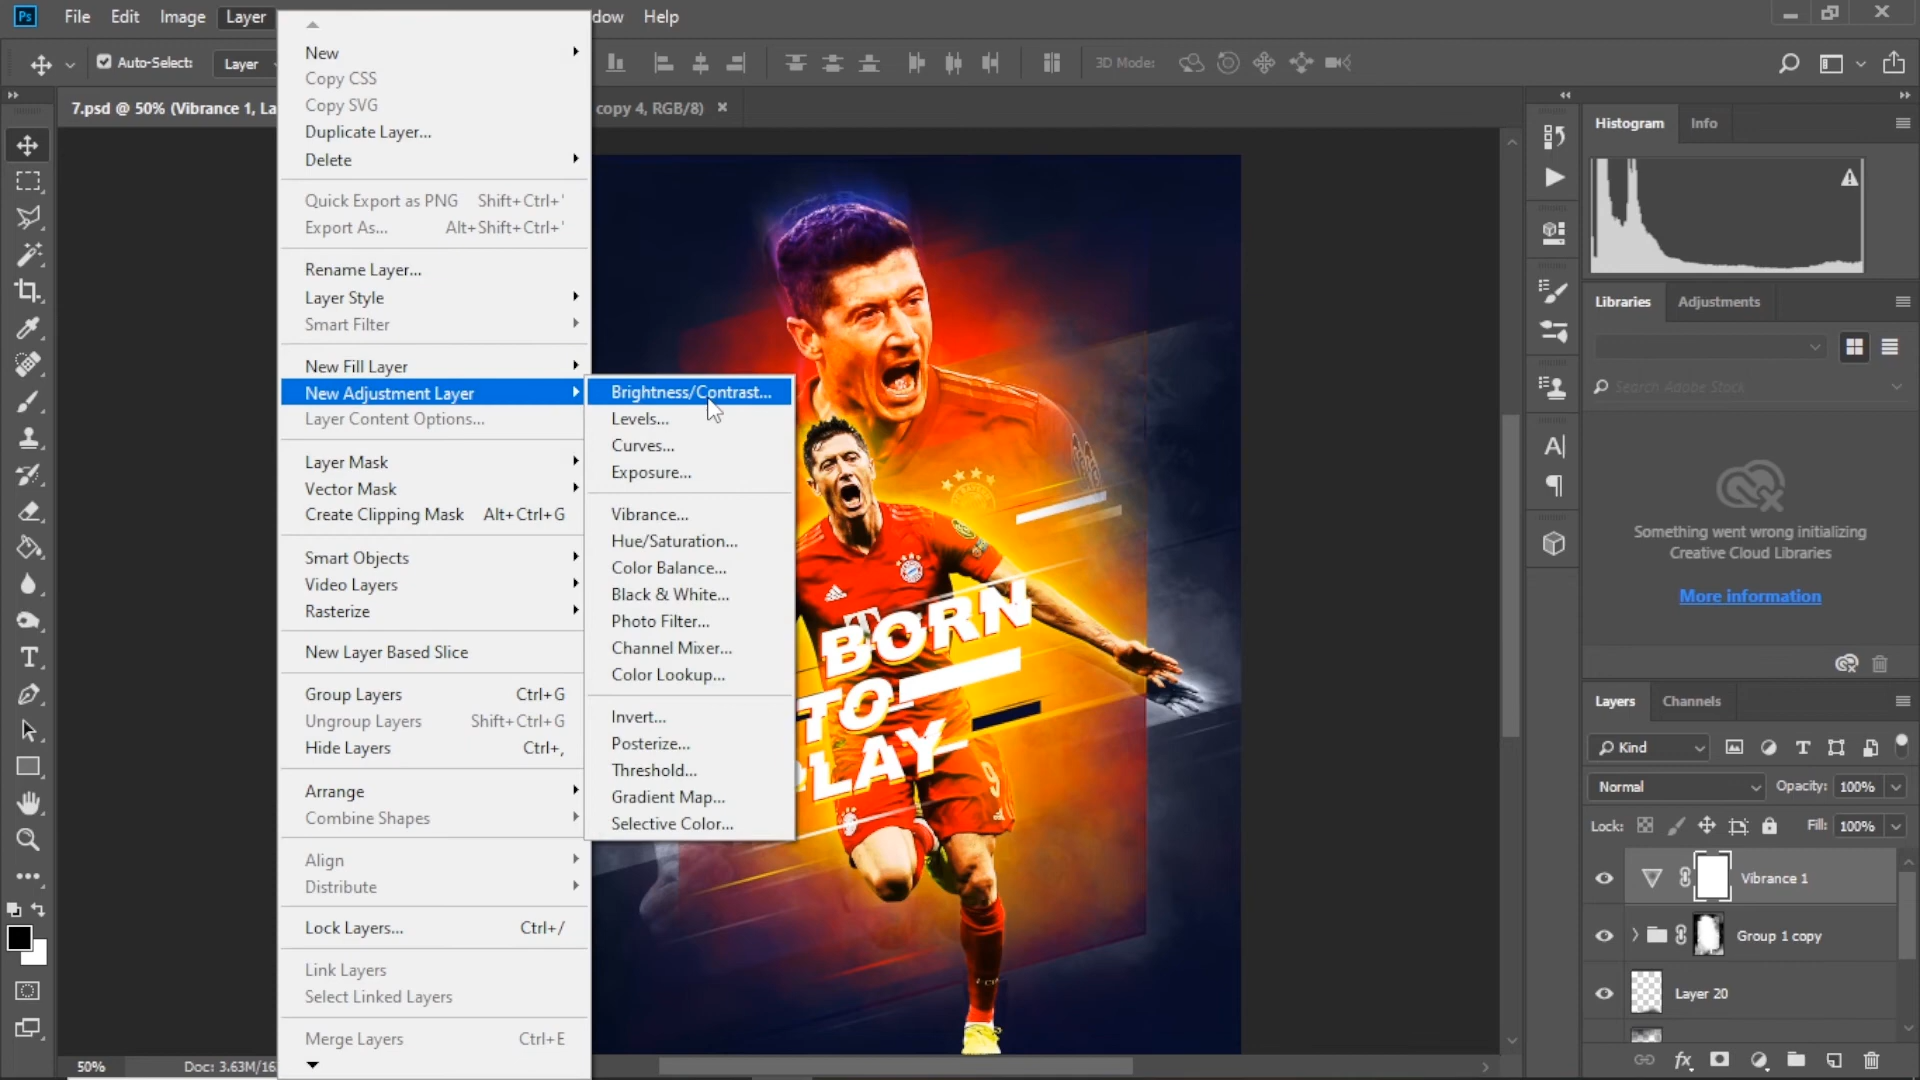 Ps File Edit Image Layer dow Help
Auto-Select: Layer 3D Mode:
7.psd @ 50% (Vibrance 1, La copy 4, RGB/8) ×
New
Copy CSS
Copy SVG
Duplicate Layer...
Delete
Quick Export as PNG Shift+Ctrl+'
Export As... Alt+Shift+Ctrl+'
Rename Layer...
Layer Style
Smart Filter
New Fill Layer
New Adjustment Layer
Layer Content Options...
Layer Mask
Vector Mask
Create Clipping Mask Alt+Ctrl+G
Smart Objects
Video Layers
Rasterize
New Layer Based Slice
Group Layers Ctrl+G
Ungroup Layers Shift+Ctrl+G
Hide Layers Ctrl+,
Arrange
Combine Shapes
Align
Distribute
Lock Layers... Ctrl+/
Link Layers
Select Linked Layers
Merge Layers Ctrl+E
Brightness/Contrast...
Levels...
Curves...
Exposure...
Vibrance...
Hue/Saturation...
Color Balance...
Black & White...
Photo Filter...
Channel Mixer...
Color Lookup...
Invert...
Posterize...
Threshold...
Gradient Map...
Selective Color...
BORN
TO
PLAY
9
Histogram Info
Libraries Adjustments
Search Adobe Stock
Something went wrong initializing
Creative Cloud Libraries
More information
Layers Channels
Kind
Normal Opacity: 100%
Lock: Fill: 100%
Vibrance 1
Group 1 copy
Layer 20
50% Doc: 3.63M/16